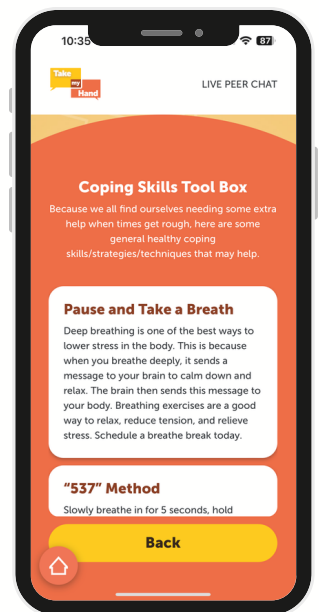 10:35
87
Take
my
Hand
LIVE PEER CHAT
Coping Skills Tool Box
Because we all find ourselves needing some extra
help when times get rough, here are some
general healthy coping
skills/strategies/techniques that may help.
Pause and Take a Breath
Deep breathing is one of the best ways to
lower stress in the body. This is because
when you breathe deeply, it sends a
message to your brain to calm down and
relax. The brain then sends this message to
your body. Breathing exercises are a good
way to relax, reduce tension, and relieve
stress. Schedule a breathe break today.
“537” Method
Slowly breathe in for 5 seconds, hold
Back